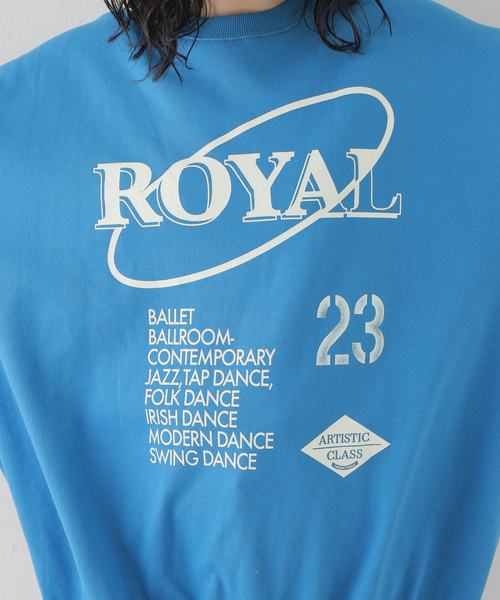 ROYAL
BALLET
BALLROOM-
CONTEMPORARY
JAZZ,TAP DANCE,
FOLK DANCE
IRISH DANCE
MODERN DANCE
SWING DANCE
23
ARTISTIC
CLASS